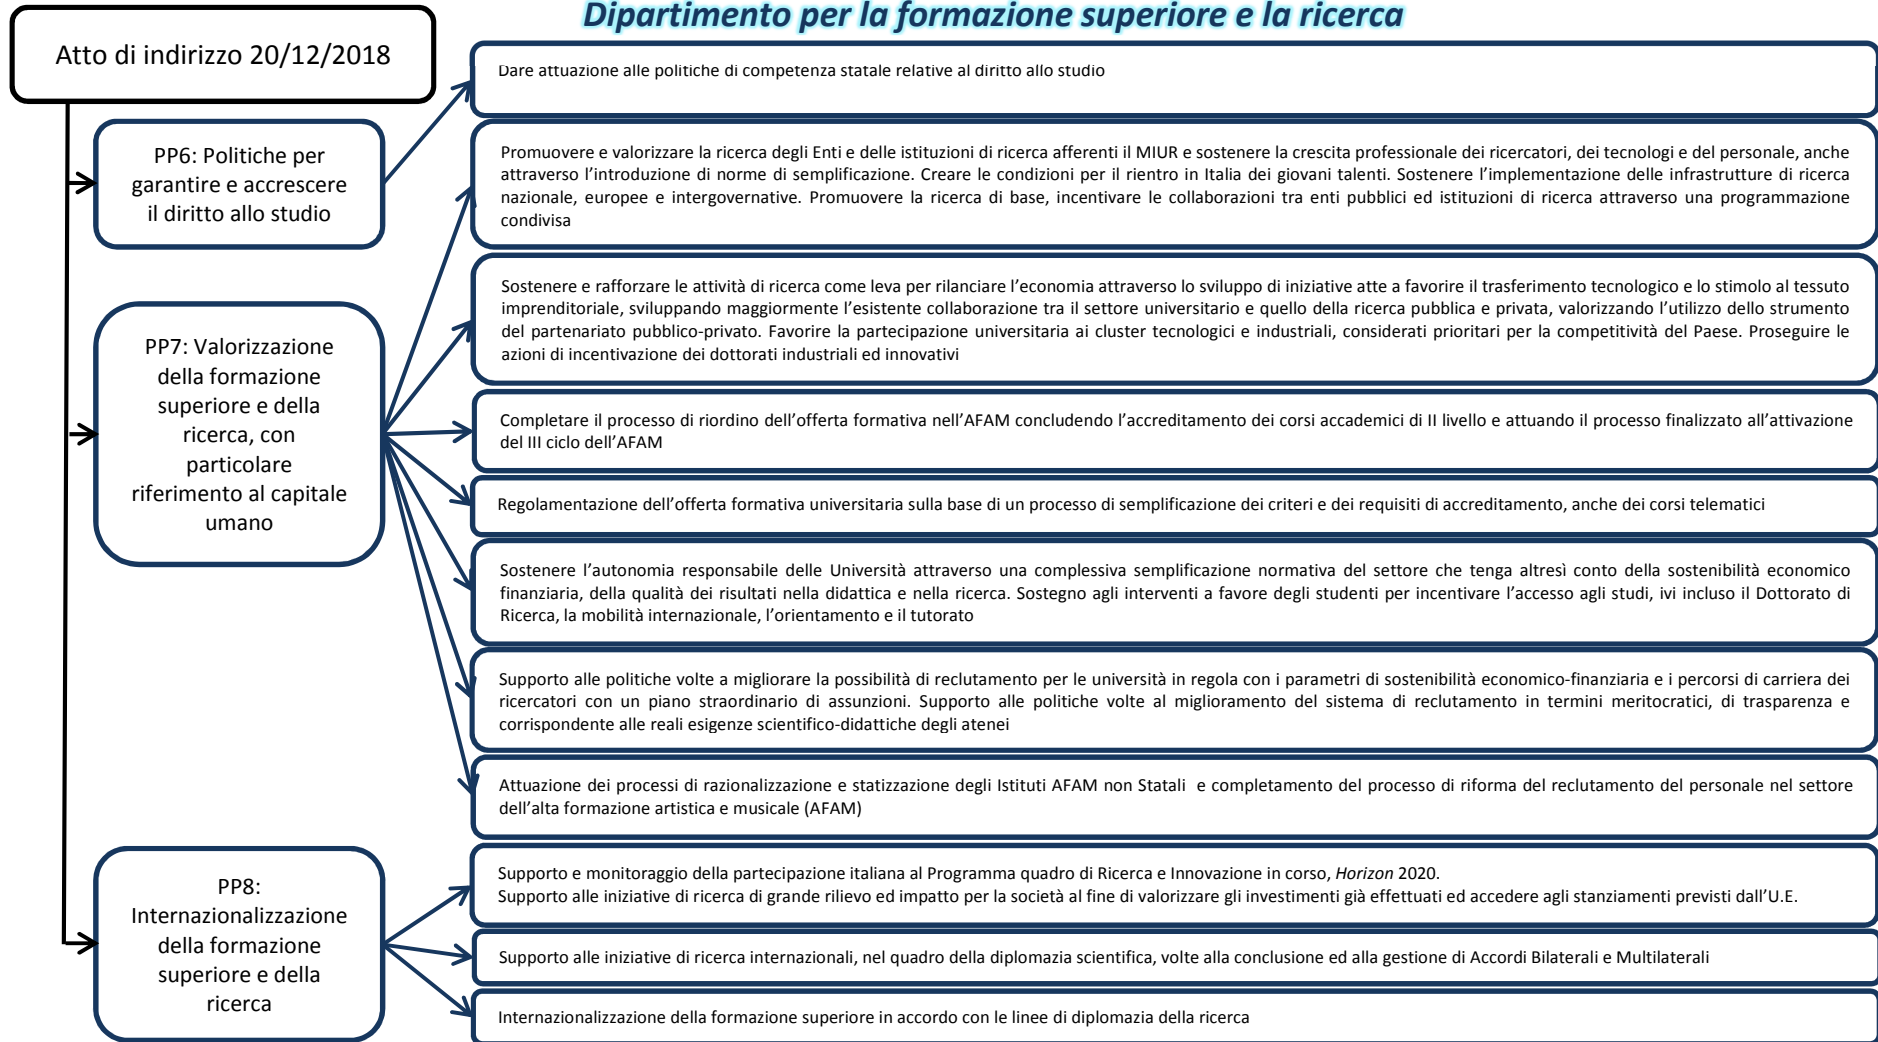 Dipartimento per la formazione superiore e la ricerca
Atto di indirizzo 20/12/2018
PP6: Politiche per
garantire e accrescere
il diritto allo studio
Dare attuazione alle politiche di competenza statale relative al diritto allo studio
PP7: Valorizzazione
della formazione
superiore e della
ricerca, con
particolare
riferimento al capitale
umano
Promuovere e valorizzare la ricerca degli Enti e delle istituzioni di ricerca afferenti il MIUR e sostenere la crescita professionale dei ricercatori, dei tecnologi e del personale, anche
attraverso l’introduzione di norme di semplificazione. Creare le condizioni per il rientro in Italia dei giovani talenti. Sostenere l’implementazione delle infrastrutture di ricerca
nazionale, europee e intergovernative. Promuovere la ricerca di base, incentivare le collaborazioni tra enti pubblici ed istituzioni di ricerca attraverso una programmazione
condivisa
Sostenere e rafforzare le attività di ricerca come leva per rilanciare l’economia attraverso lo sviluppo di iniziative atte a favorire il trasferimento tecnologico e lo stimolo al tessuto
imprenditoriale, sviluppando maggiormente l’esistente collaborazione tra il settore universitario e quello della ricerca pubblica e privata, valorizzando l’utilizzo dello strumento
del partenariato pubblico-privato. Favorire la partecipazione universitaria ai cluster tecnologici e industriali, considerati prioritari per la competitività del Paese. Proseguire le
azioni di incentivazione dei dottorati industriali ed innovativi
Completare il processo di riordino dell’offerta formativa nell’AFAM concludendo l’accreditamento dei corsi accademici di II livello e attuando il processo finalizzato all’attivazione
del III ciclo dell’AFAM
Regolamentazione dell’offerta formativa universitaria sulla base di un processo di semplificazione dei criteri e dei requisiti di accreditamento, anche dei corsi telematici
Sostenere l’autonomia responsabile delle Università attraverso una complessiva semplificazione normativa del settore che tenga altresì conto della sostenibilità economico
finanziaria, della qualità dei risultati nella didattica e nella ricerca. Sostegno agli interventi a favore degli studenti per incentivare l’accesso agli studi, ivi incluso il Dottorato di
Ricerca, la mobilità internazionale, l’orientamento e il tutorato
Supporto alle politiche volte a migliorare la possibilità di reclutamento per le università in regola con i parametri di sostenibilità economico-finanziaria e i percorsi di carriera dei
ricercatori con un piano straordinario di assunzioni. Supporto alle politiche volte al miglioramento del sistema di reclutamento in termini meritocratici, di trasparenza e
corrispondente alle reali esigenze scientifico-didattiche degli atenei
Attuazione dei processi di razionalizzazione e statizzazione degli Istituti AFAM non Statali e completamento del processo di riforma del reclutamento del personale nel settore
dell’alta formazione artistica e musicale (AFAM)
PP8:
Internazionalizzazione
della formazione
superiore e della
ricerca
Supporto e monitoraggio della partecipazione italiana al Programma quadro di Ricerca e Innovazione in corso, Horizon 2020.
Supporto alle iniziative di ricerca di grande rilievo ed impatto per la società al fine di valorizzare gli investimenti già effettuati ed accedere agli stanziamenti previsti dall’U.E.
Supporto alle iniziative di ricerca internazionali, nel quadro della diplomazia scientifica, volte alla conclusione ed alla gestione di Accordi Bilaterali e Multilaterali
Internazionalizzazione della formazione superiore in accordo con le linee di diplomazia della ricerca